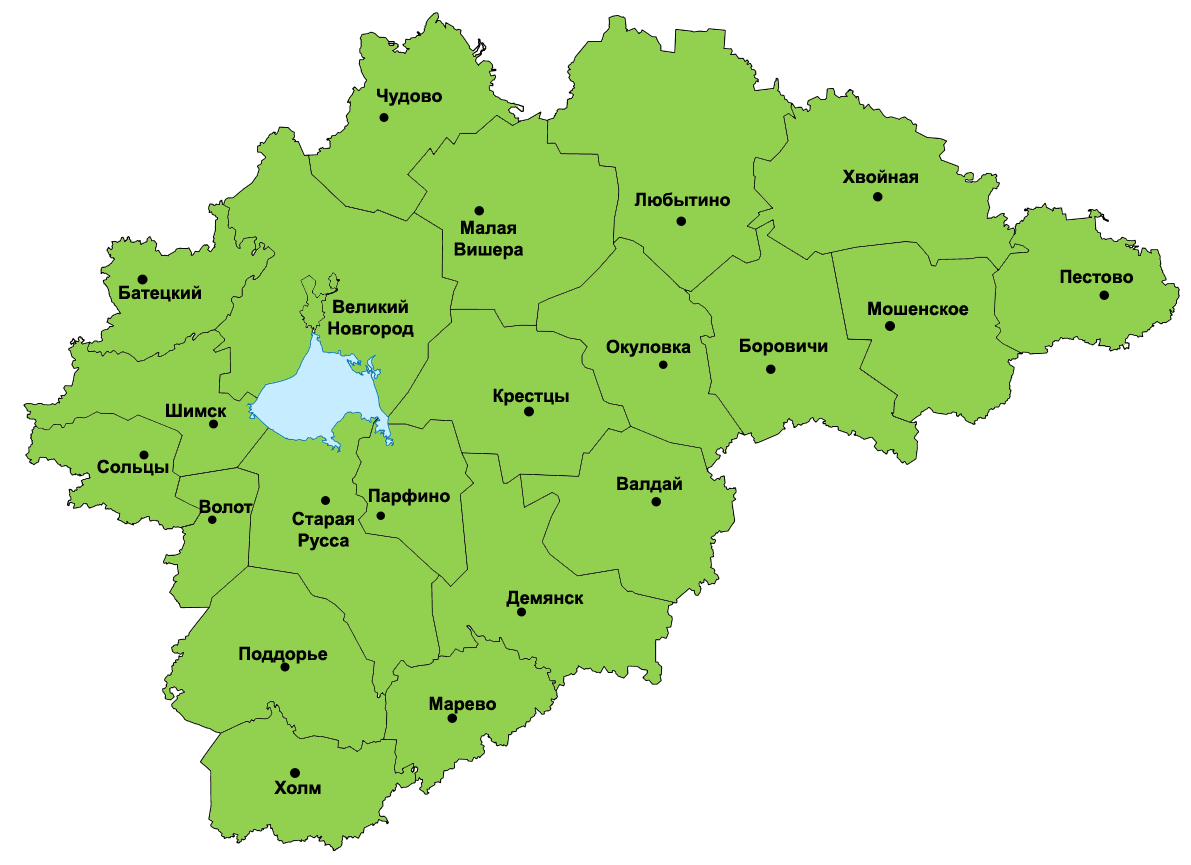 Чудово
Хвойная
Любытино
Малая
Вишера
Пестово
Батецкий
Великий
Новгород
Мошенское
Окуловка
Боровичи
Крестцы
Шимск
Сольцы
Валдай
Парфино
Волот
Старая
Русса
Демянск
Поддорье
Марево
Холм